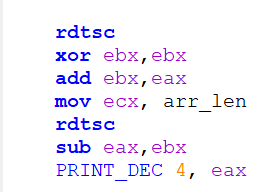 rdtsc
xor ebx,ebx
add ebx,eax
mov ecx, arr_len
rdtsc
sub eax,ebx
PRINT_DEC 4, eax